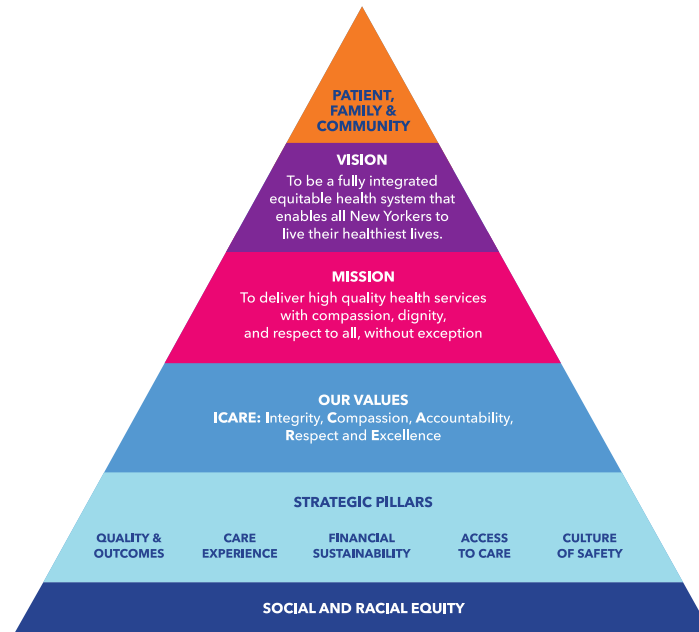 PATIENT,
FAMILY &
COMMUNITY
VISION
To be a fully integrated
equitable health system that
enables all New Yorkers to
live their healthiest lives.
MISSION
To deliver high quality health services
with compassion, dignity,
and respect to all, without exception
OUR VALUES
ICARE: Integrity, Compassion, Accountability,
Respect and Excellence
STRATEGIC PILLARS
QUALITY &
OUTCOMES
CARE
EXPERIENCE
FINANCIAL
SUSTAINABILITY
ACCESS
TO CARE
CULTURE
OF SAFETY
SOCIAL AND RACIAL EQUITY